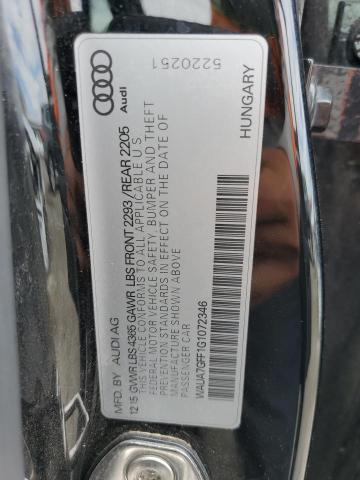 Audi
5220251
HUNGARY
MFD. BY AUDI AG
12 15 GVWR LBS 4365 GAWR LBS FRONT 2293 / REAR 2205
THIS VEHICLE CONFORMS TO ALL APPLICABLE U S
FEDERAL MOTOR VEHICLE SAFETY, BUMPER AND THEFT
PREVENTION STANDARDS IN EFFECT ON THE DATE OF
MANUFACTURE SHOWN ABOVE
PASSENGER CAR
WAUA7GFF1G1072346